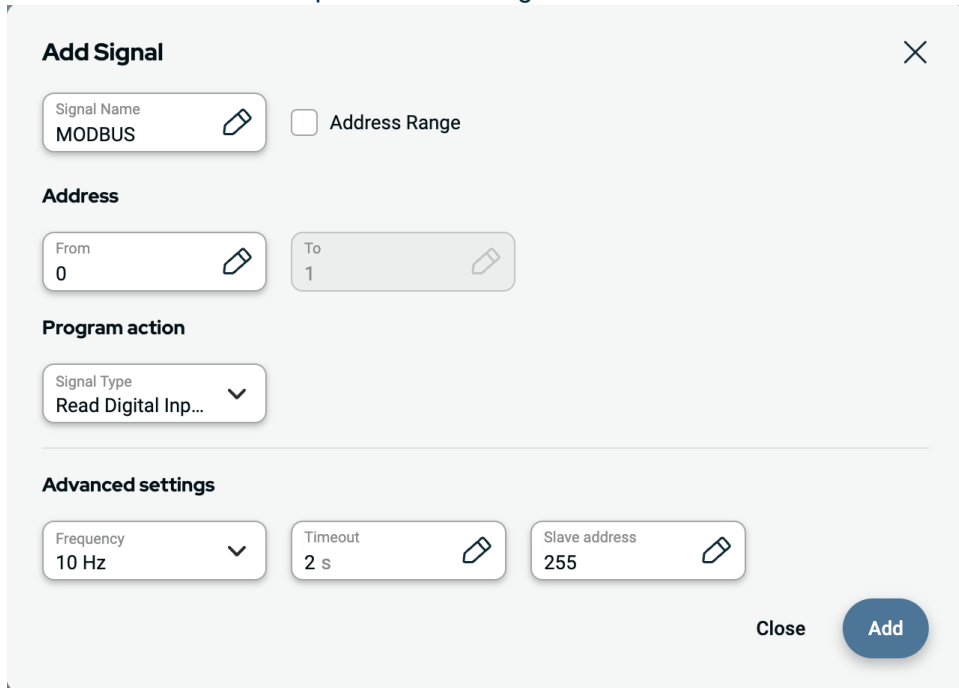 Add Signal
Signal Name
MODBUS
Address Range
Address
From
0
To
1
Program action
Signal Type
Read Digital Inp...
Advanced settings
Frequency
10 Hz
Timeout
2 s
Slave address
255
Close
Add